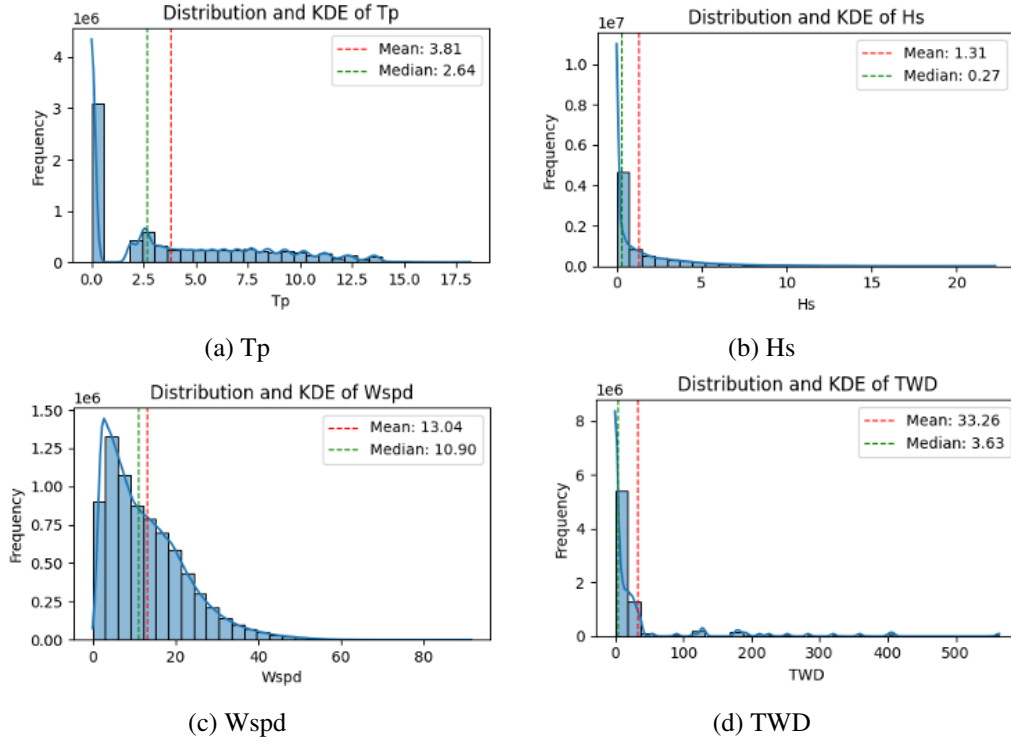 Distribution and KDE of Tp
1e6
Mean: 3.81
Median: 2.64
4
3
2
1
0
Frequency
0.0 2.5 5.0 7.5 10.0 12.5 15.0 17.5
Tp
(a) Tp
Distribution and KDE of Hs
1e7
Mean: 1.31
Median: 0.27
1.0
0.8
0.6
0.4
0.2
0.0
Frequency
0 5 10 15 20
Hs
(b) Hs
Distribution and KDE of Wspd
1e6
Mean: 13.04
Median: 10.90
1.50
1.25
1.00
0.75
0.50
0.25
0.00
Frequency
0 20 40 60 80
Wspd
(c) Wspd
Distribution and KDE of TWD
1e6
Mean: 33.26
Median: 3.63
8
6
4
2
0
Frequency
0 100 200 300 400 500
TWD
(d) TWD